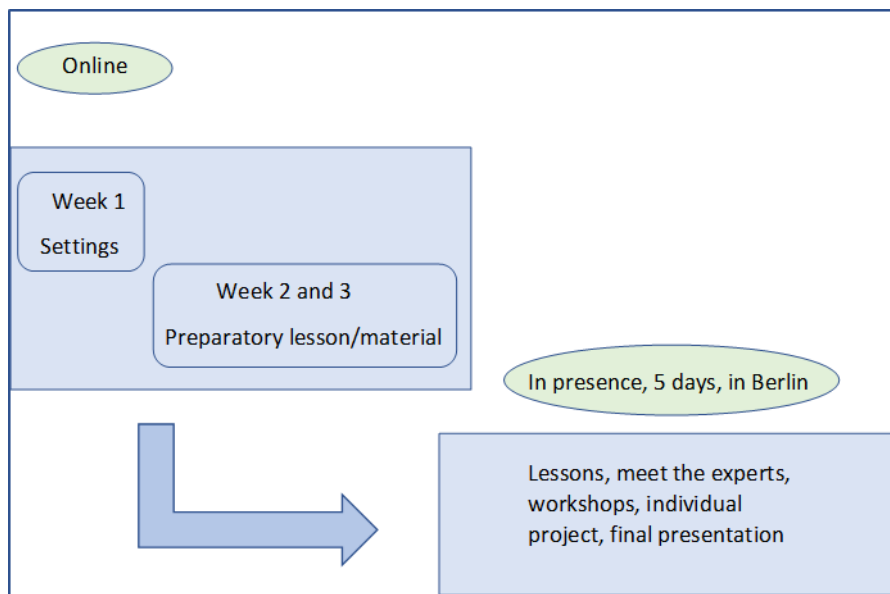 Online
Week 1
Settings
Week 2 and 3
Preparatory lesson/material
In presence, 5 days, in Berlin
Lessons, meet the experts,
workshops, individual
project, final presentation